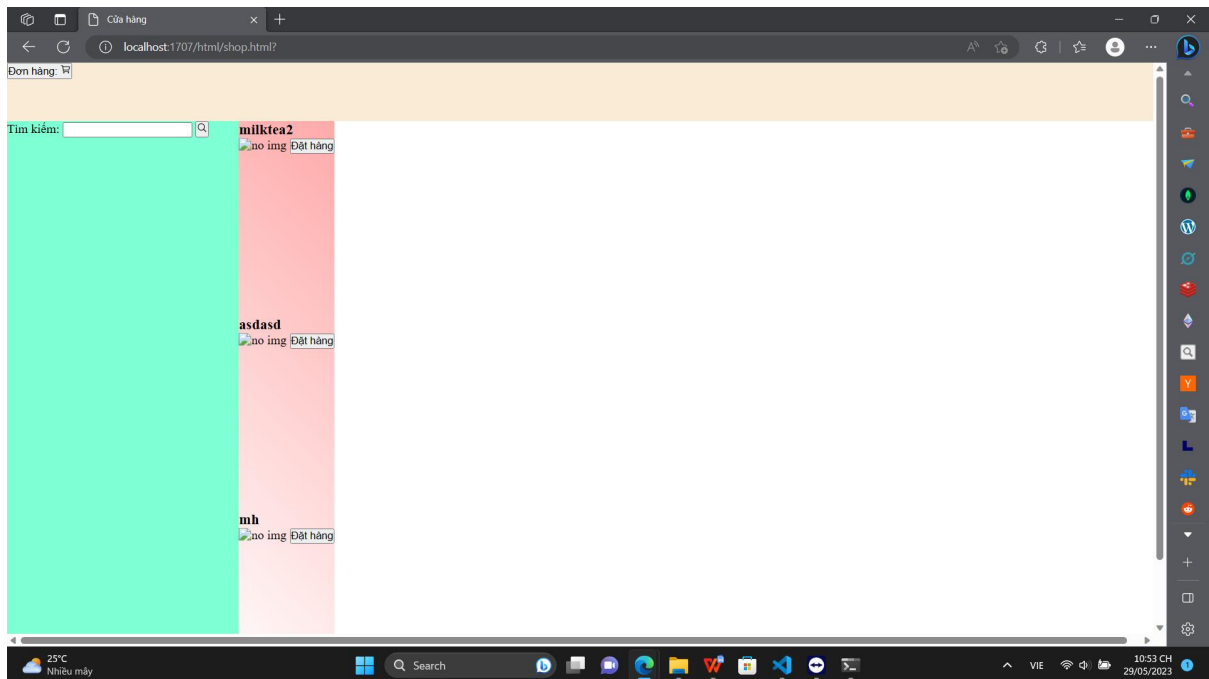 Cửa hàng
localhost:1707/html/shop.html?
Đơn hàng:
Tìm kiếm:
milktea2
no img Đặt hàng
asdasd
no img Đặt hàng
mh
no img Đặt hàng
25°C
Nhiều mây
Search
VIE
10:53 CH
29/05/2023
1